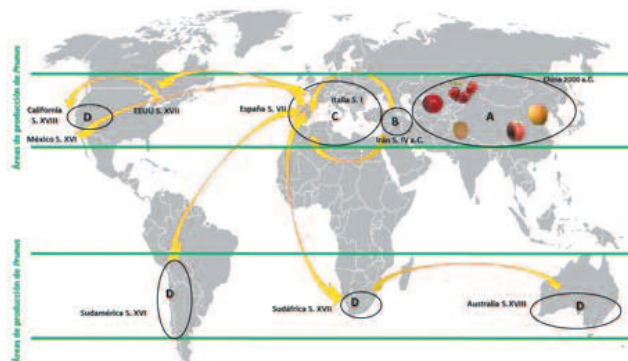 Áreas de producción de Prunus
China 2000 a.C.
California
S. XVIII
D
EEUU S. XVII
México S. XVI
España S. VII
Italia S. I
C
B
A
Irán S. IV a.C.
Áreas de producción de Prunus
Sudamérica S. XVI
D
Sudáfrica S. XVII
D
Australia S.XVIII
D